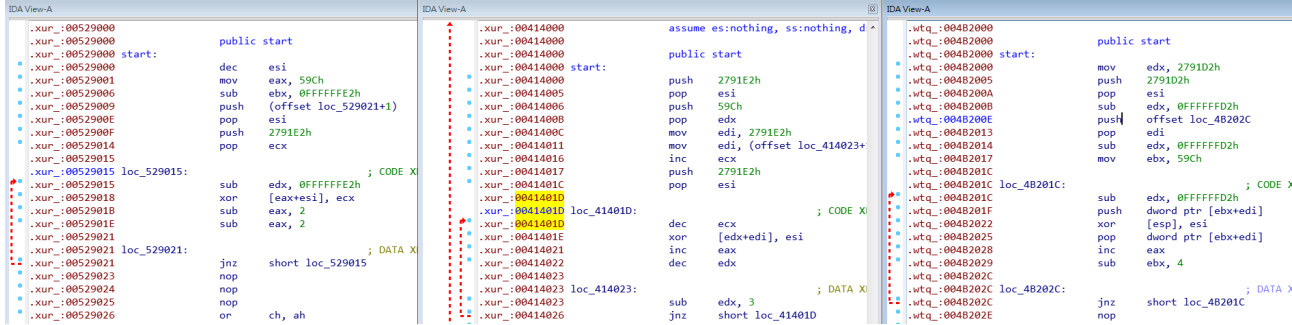 IDA View-A
.xur_:00529000
.xur_:00529000 public start
.xur_:00529000 start:
.xur_:00529000 dec esi
.xur_:00529001 mov eax, 59Ch
.xur_:00529006 sub ebx, 0FFFFFFE2h
.xur_:00529009 push (offset loc_529021+1)
.xur_:0052900E pop esi
.xur_:0052900F push 2791E2h
.xur_:00529014 pop ecx
.xur_:00529015
.xur_:00529015 loc_529015: ; CODE X
.xur_:00529015 sub edx, 0FFFFFFE2h
.xur_:00529018 xor [eax+esi], ecx
.xur_:0052901B sub eax, 2
.xur_:0052901E sub eax, 2
.xur_:00529021
.xur_:00529021 loc_529021: ; DATA X
.xur_:00529021 jnz short loc_529015
.xur_:00529023 nop
.xur_:00529024 nop
.xur_:00529025 nop
.xur_:00529026 or ch, ah
IDA View-A
.xur_:00414000 assume es:nothing, ss:nothing, d
.xur_:00414000
.xur_:00414000 public start
.xur_:00414000 start:
.xur_:00414000 push 2791E2h
.xur_:00414005 pop esi
.xur_:00414006 push 59Ch
.xur_:0041400B pop edx
.xur_:0041400C mov edi, 2791E2h
.xur_:00414011 mov edi, (offset loc_414023+
.xur_:00414016 inc ecx
.xur_:00414017 push 2791E2h
.xur_:0041401C pop esi
.xur_:0041401D
.xur_:0041401D loc_41401D: ; CODE X
.xur_:0041401D dec ecx
.xur_:0041401E xor [edx+edi], esi
.xur_:00414021 inc eax
.xur_:00414022 dec edx
.xur_:00414023
.xur_:00414023 loc_414023: ; DATA X
.xur_:00414023 sub edx, 3
.xur_:00414026 jnz short loc_41401D
IDA View-A
.wtq_:004B2000
.wtq_:004B2000 public start
.wtq_:004B2000 start:
.wtq_:004B2000 mov edx, 2791D2h
.wtq_:004B2005 push 2791D2h
.wtq_:004B200A pop esi
.wtq_:004B200B sub edx, 0FFFFFFD2h
.wtq_:004B200E push offset loc_4B202C
.wtq_:004B2013 pop edi
.wtq_:004B2014 sub edx, 0FFFFFFD2h
.wtq_:004B2017 mov ebx, 59Ch
.wtq_:004B201C
.wtq_:004B201C loc_4B201C: ; CODE X
.wtq_:004B201C sub edx, 0FFFFFFD2h
.wtq_:004B201F push dword ptr [ebx+edi]
.wtq_:004B2022 xor [esp], esi
.wtq_:004B2025 pop dword ptr [ebx+edi]
.wtq_:004B2028 inc eax
.wtq_:004B2029 sub ebx, 4
.wtq_:004B202C
.wtq_:004B202C loc_4B202C: ; DATA X
.wtq_:004B202C jnz short loc_4B201C
.wtq_:004B202E nop